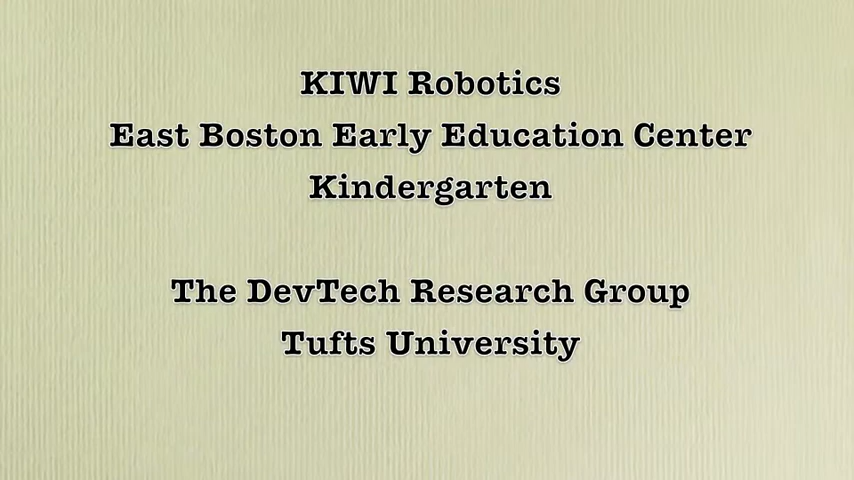 KIWI Robotics
East Boston Early Education Center
Kindergarten
The DevTech Research Group
Tufts University